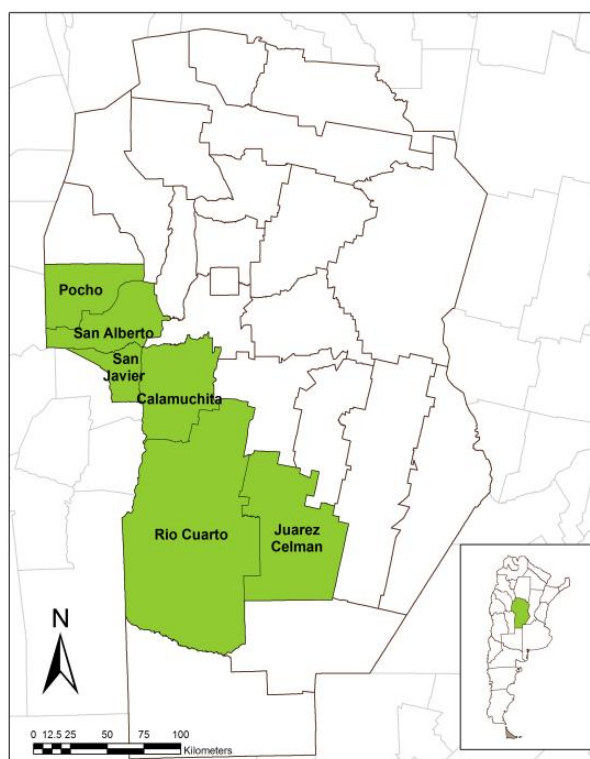 Pocho
San Alberto
San
Javier
Calamuchita
Rio Cuarto
Juarez
Celman
N
0 12.5 25 50 75 100
Kilometers